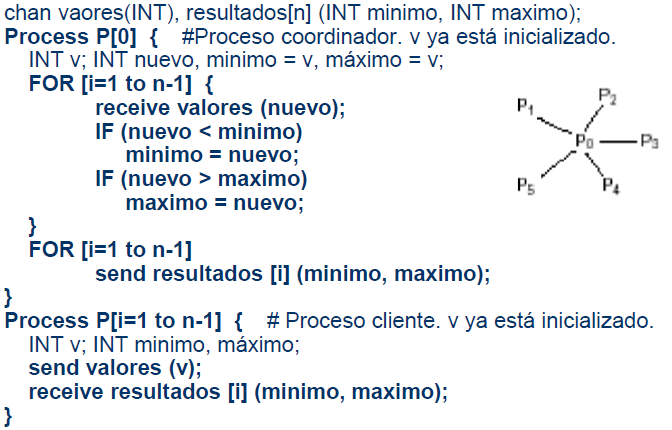 chan vaores(INT), resultados[n] (INT minimo, INT maximo);
Process P[0] { #Proceso coordinador. v ya está inicializado.
INT v; INT nuevo, minimo = v, máximo = v;
FOR [i=1 to n-1] {
receive valores (nuevo);
IF (nuevo < minimo)
minimo = nuevo;
IF (nuevo > maximo)
maximo = nuevo;
}
FOR [i=1 to n-1]
send resultados [i] (INT minimo, maximo);
}
Process P[i=1 to n-1] { # Proceso cliente. v ya está inicializado.
INT v; INT minimo, máximo;
send valores (v);
receive resultados [i] (minimo, maximo);
}
P1
P2
P0
P3
P5
P4